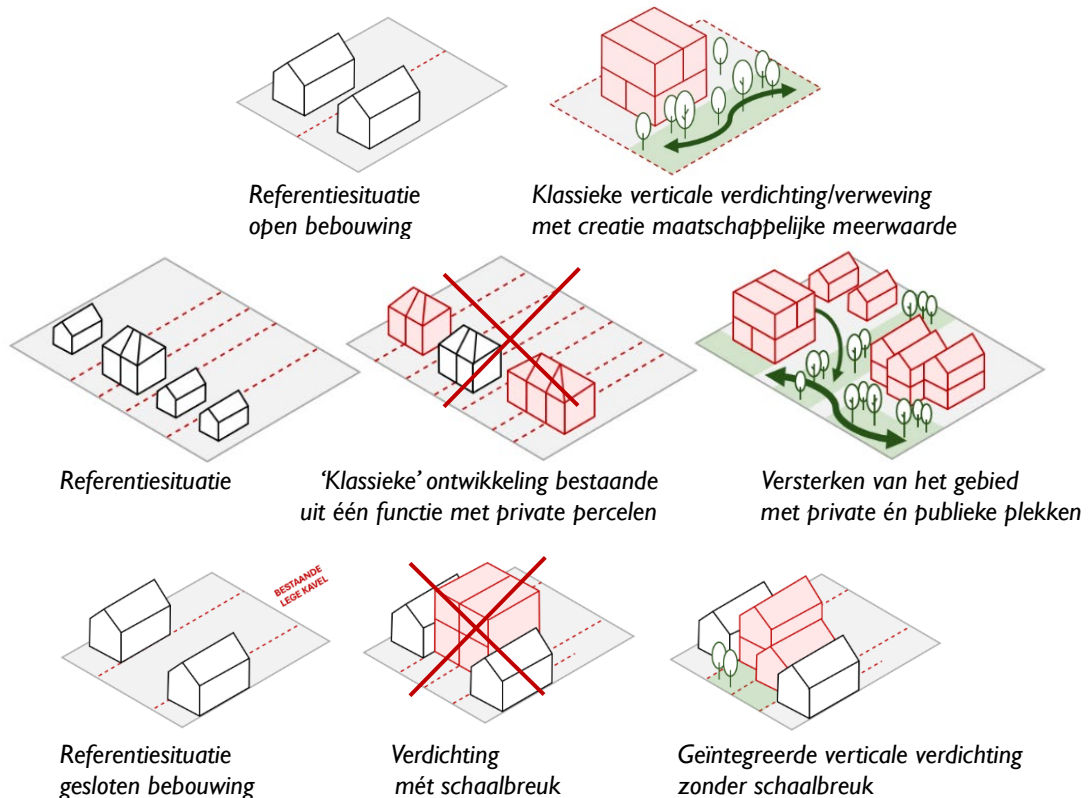 Referentiesituatie
open bebouwing
Klassieke verticale verdichting/verweving
met creatie maatschappelijke meerwaarde
Referentiesituatie
‘Klassieke’ ontwikkeling bestaande
uit één functie met private percelen
Versterken van het gebied
met private én publieke plekken
BESTAANDE
LEGE KAVEL
Referentiesituatie
gesloten bebouwing
Verdichting
mét schaalbreuk
Geïntegreerde verticale verdichting
zonder schaalbreuk